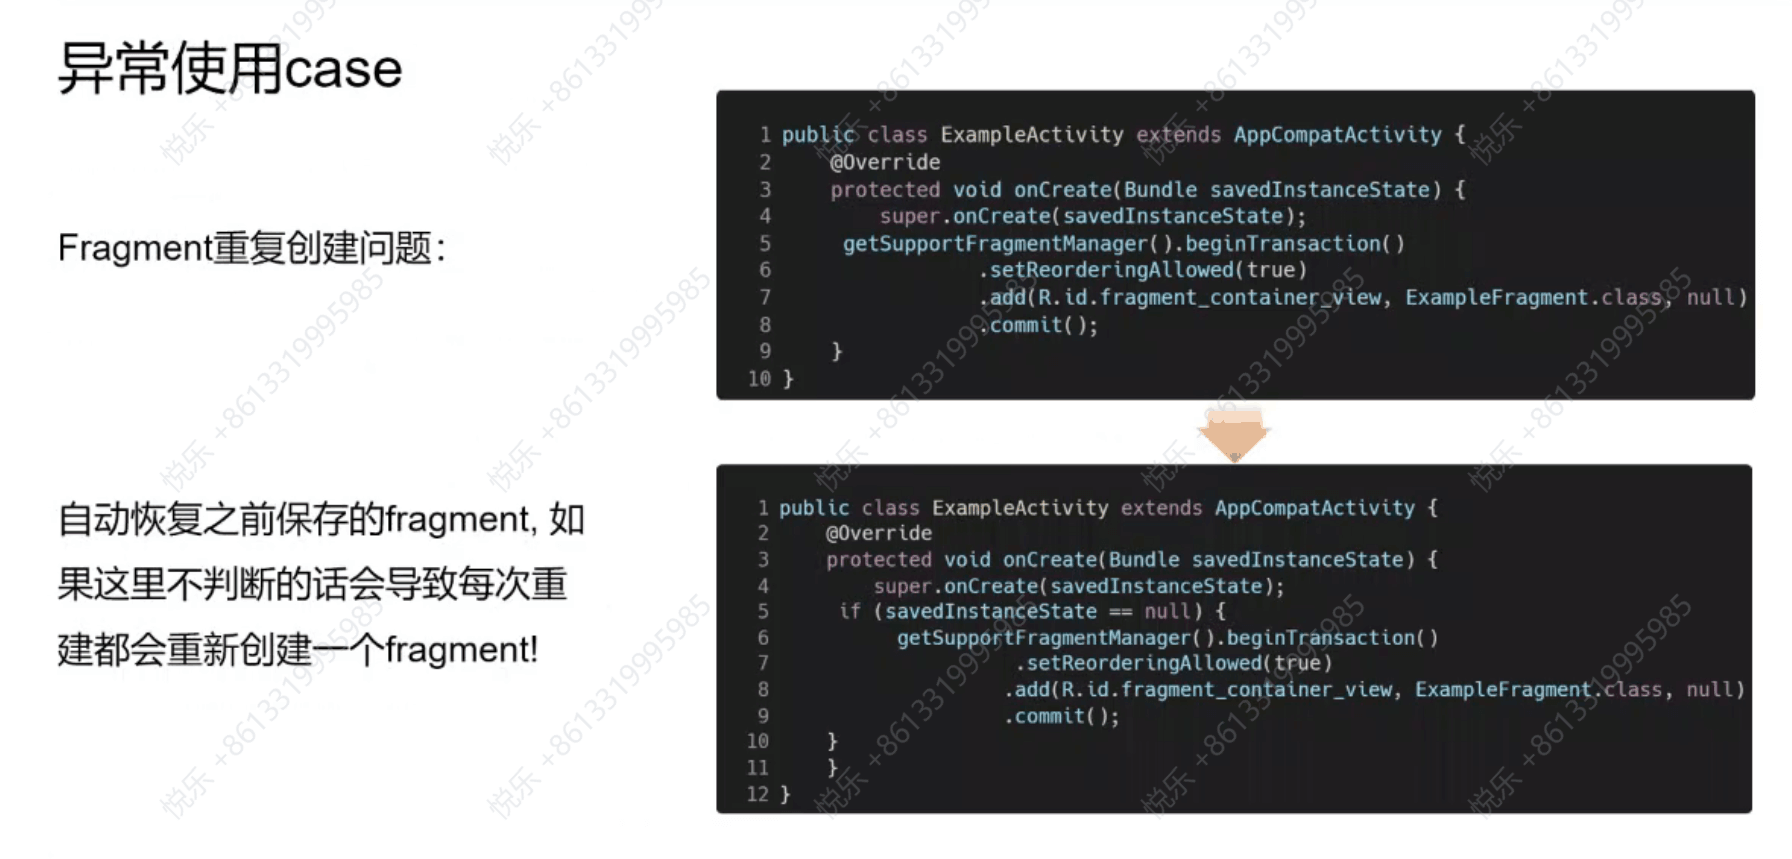 异常使用case
Fragment重复创建问题：
1 public class ExampleActivity extends AppCompatActivity {
2 @Override
3 protected void onCreate(Bundle savedInstanceState) {
4 super.onCreate(savedInstanceState);
5 getSupportFragmentManager().beginTransaction()
6 .setReorderingAllowed(true)
7 .add(R.id.fragment_container_view, ExampleFragment.class, null)
8 .commit();
9 }
10 }
自动恢复之前保存的fragment, 如
果这里不判断的话会导致每次重
建都会重新创建一个fragment!
1 public class ExampleActivity extends AppCompatActivity {
2 @Override
3 protected void onCreate(Bundle savedInstanceState) {
4 super.onCreate(savedInstanceState);
5 if (savedInstanceState == null) {
6 getSupportFragmentManager().beginTransaction()
7 .setReorderingAllowed(true)
8 .add(R.id.fragment_container_view, ExampleFragment.class, null)
9 .commit();
10 }
11 }
12 }
悦乐 +8613319995985